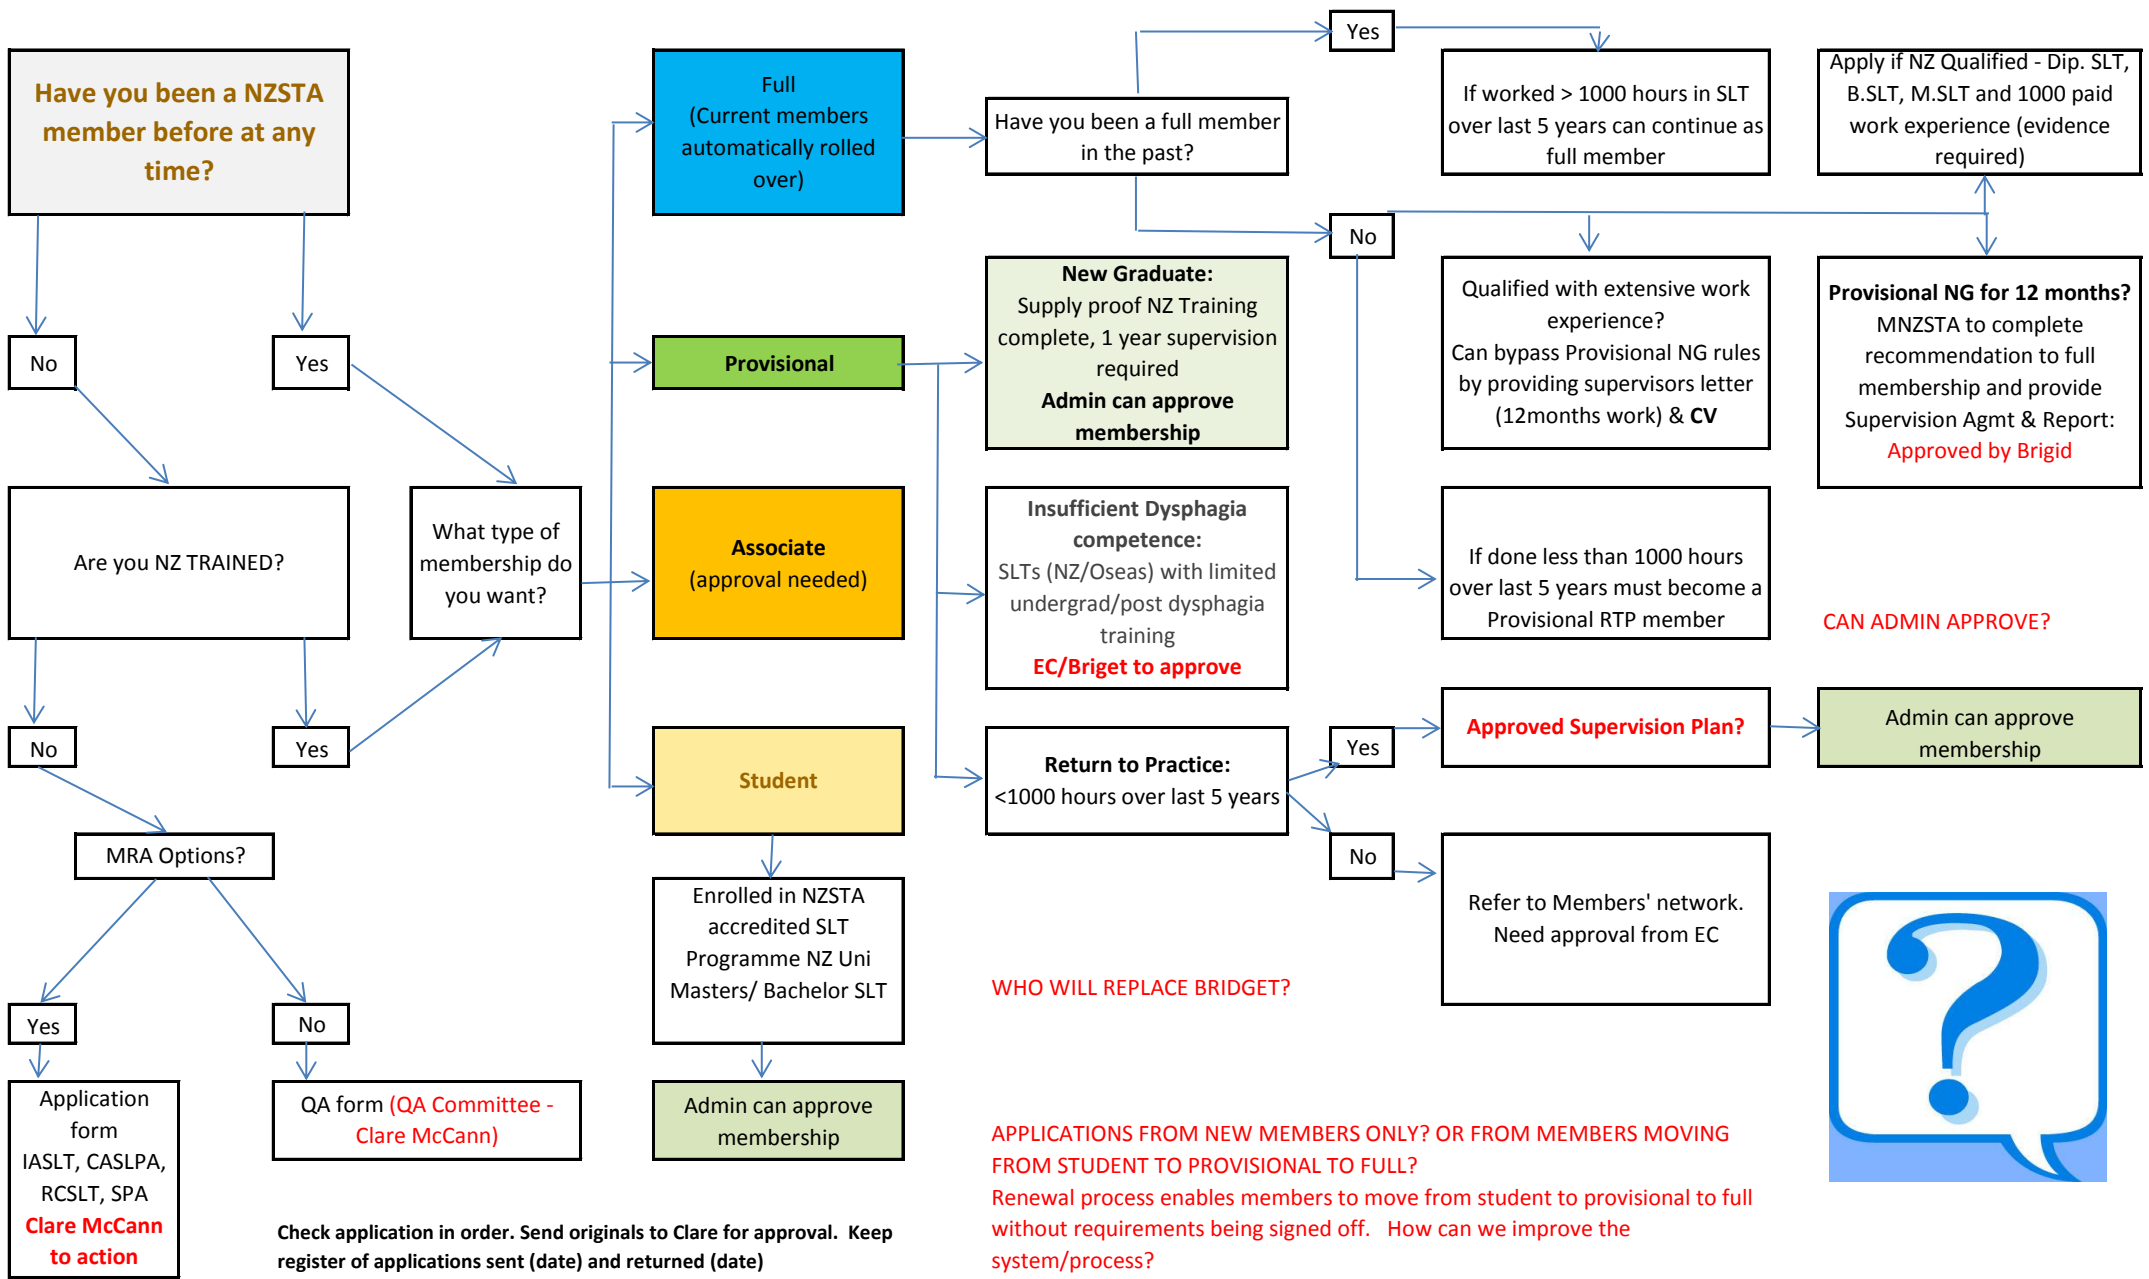 Have you been a NZSTA
member before at any
time?
No
Yes
Are you NZ TRAINED?
No
Yes
MRA Options?
Yes
No
Application
form
IASLT, CASLPA,
RCSLT, SPA
Clare McCann
to action
QA form (QA Committee -
Clare McCann)
Check application in order. Send originals to Clare for approval.  Keep
register of applications sent (date) and returned (date)
What type of
membership do
you want?
Full
(Current members
automatically rolled
over)
Provisional
Associate
(approval needed)
Student
Enrolled in NZSTA
accredited SLT
Programme NZ Uni
Masters/ Bachelor SLT
Admin can approve
membership
Have you been a full member
in the past?
Yes
No
If worked > 1000 hours in SLT
over last 5 years can continue as
full member
Apply if NZ Qualified - Dip. SLT,
B.SLT, M.SLT and 1000 paid
work experience (evidence
required)
Qualified with extensive work
experience?
Can bypass Provisional NG rules
by providing supervisors letter
(12months work) & CV
Provisional NG for 12 months?
MNZSTA to complete
recommendation to full
membership and provide
Supervision Agmt & Report:
Approved by Brigid
If done less than 1000 hours
over last 5 years must become a
Provisional RTP member
CAN ADMIN APPROVE?
New Graduate:
Supply proof NZ Training
complete, 1 year supervision
required
Admin can approve
membership
Insufficient Dysphagia
competence:
SLTs (NZ/Oseas) with limited
undergrad/post dysphagia
training
EC/Briget to approve
Return to Practice:
<1000 hours over last 5 years
Yes
No
Approved Supervision Plan?
Admin can approve
membership
Refer to Members' network.
Need approval from EC
WHO WILL REPLACE BRIDGET?
APPLICATIONS FROM NEW MEMBERS ONLY? OR FROM MEMBERS MOVING
FROM STUDENT TO PROVISIONAL TO FULL?
Renewal process enables members to move from student to provisional to full
without requirements being signed off.   How can we improve the
system/process?
?